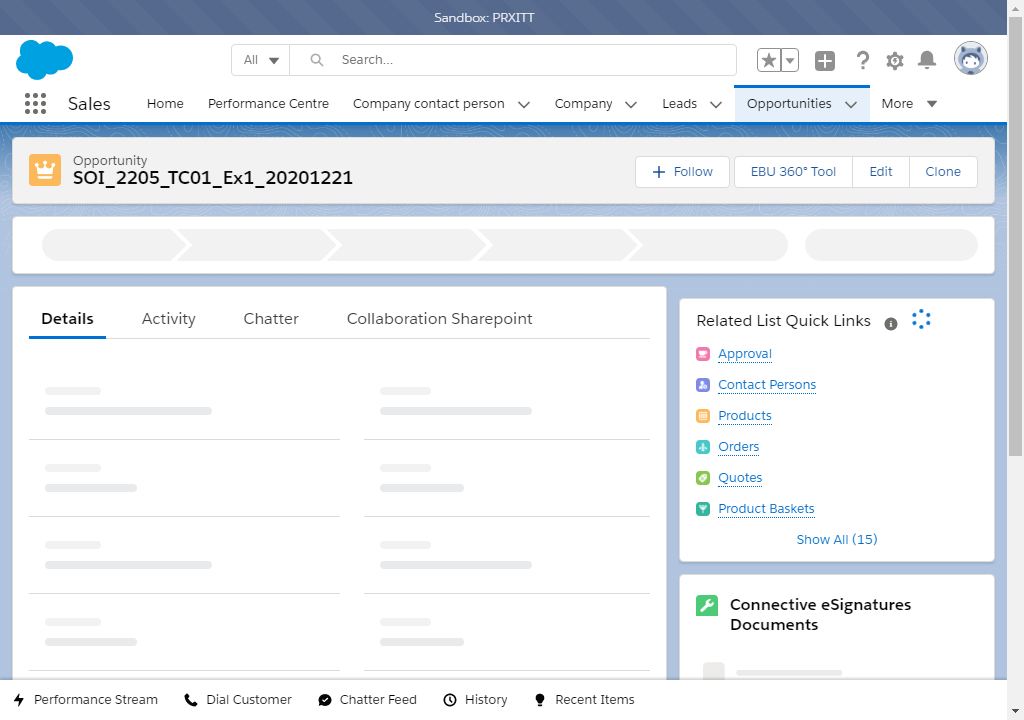 Sandbox: PRXITT
All
Search...
Sales
Home
Performance Centre
Company contact person
Company
Leads
Opportunities
More
Opportunity
SOI_2205_TC01_Ex1_20201221
Follow
EBU 360° Tool
Edit
Clone
Details
Activity
Chatter
Collaboration Sharepoint
Related List Quick Links
Approval
Contact Persons
Products
Orders
Quotes
Product Baskets
Show All (15)
Connective eSignatures
Documents
Performance Stream
Dial Customer
Chatter Feed
History
Recent Items